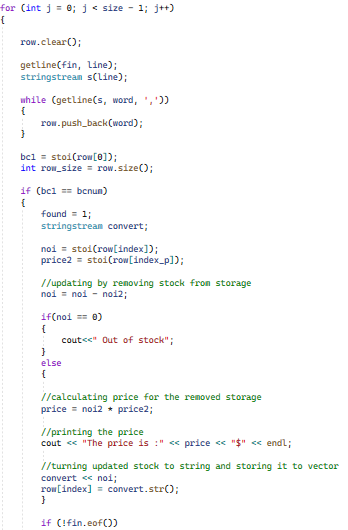 for (int j = 0; j < size - 1; j++)
{
row.clear();
getline(fin, line);
stringstream s(line);
while (getline(s, word, ','))
{
row.push_back(word);
}
bc1 = stoi(row[0]);
int row_size = row.size();
if (bc1 == bcnum)
{
found = 1;
stringstream convert;
noi = stoi(row[index]);
price2 = stoi(row[index_p]);
//updating by removing stock from storage
noi = noi - noi2;
if(noi == 0)
{
cout<<" Out of stock";
}
else
{
//calculating price for the removed storage
price = noi2 * price2;
//printing the price
cout << "The price is :" << price << "$" << endl;
//turning updated stock to string and storing it to vector
convert << noi;
row[index] = convert.str();
}
if (!fin.eof())